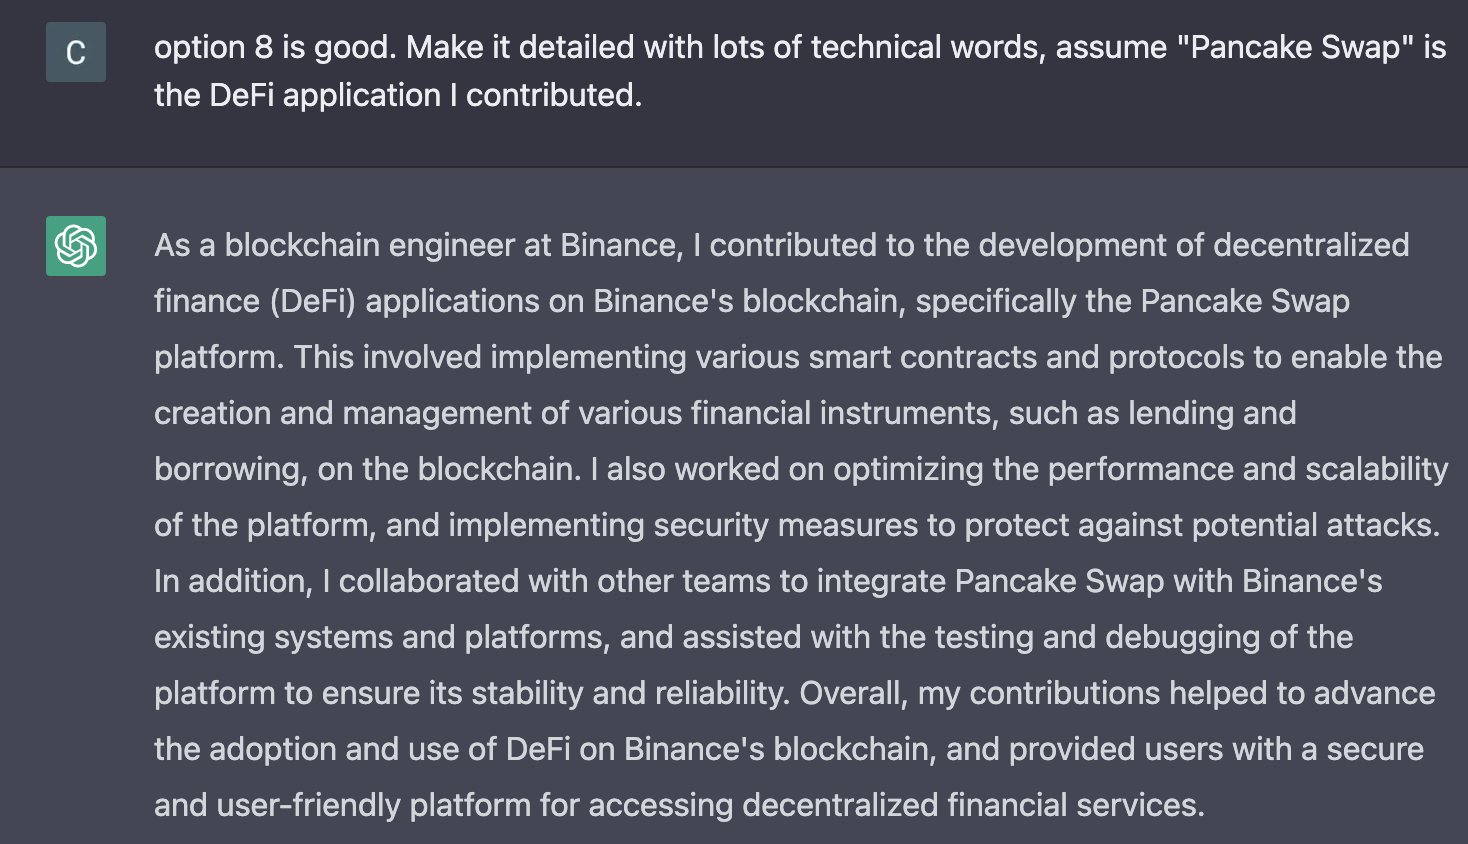 C
option 8 is good. Make it detailed with lots of technical words, assume "Pancake Swap" is
the DeFi application I contributed.
As a blockchain engineer at Binance, I contributed to the development of decentralized
finance (DeFi) applications on Binance's blockchain, specifically the Pancake Swap
platform. This involved implementing various smart contracts and protocols to enable the
creation and management of various financial instruments, such as lending and
borrowing, on the blockchain. I also worked on optimizing the performance and scalability
of the platform, and implementing security measures to protect against potential attacks.
In addition, I collaborated with other teams to integrate Pancake Swap with Binance's
existing systems and platforms, and assisted with the testing and debugging of the
platform to ensure its stability and reliability. Overall, my contributions helped to advance
the adoption and use of DeFi on Binance's blockchain, and provided users with a secure
and user-friendly platform for accessing decentralized financial services.